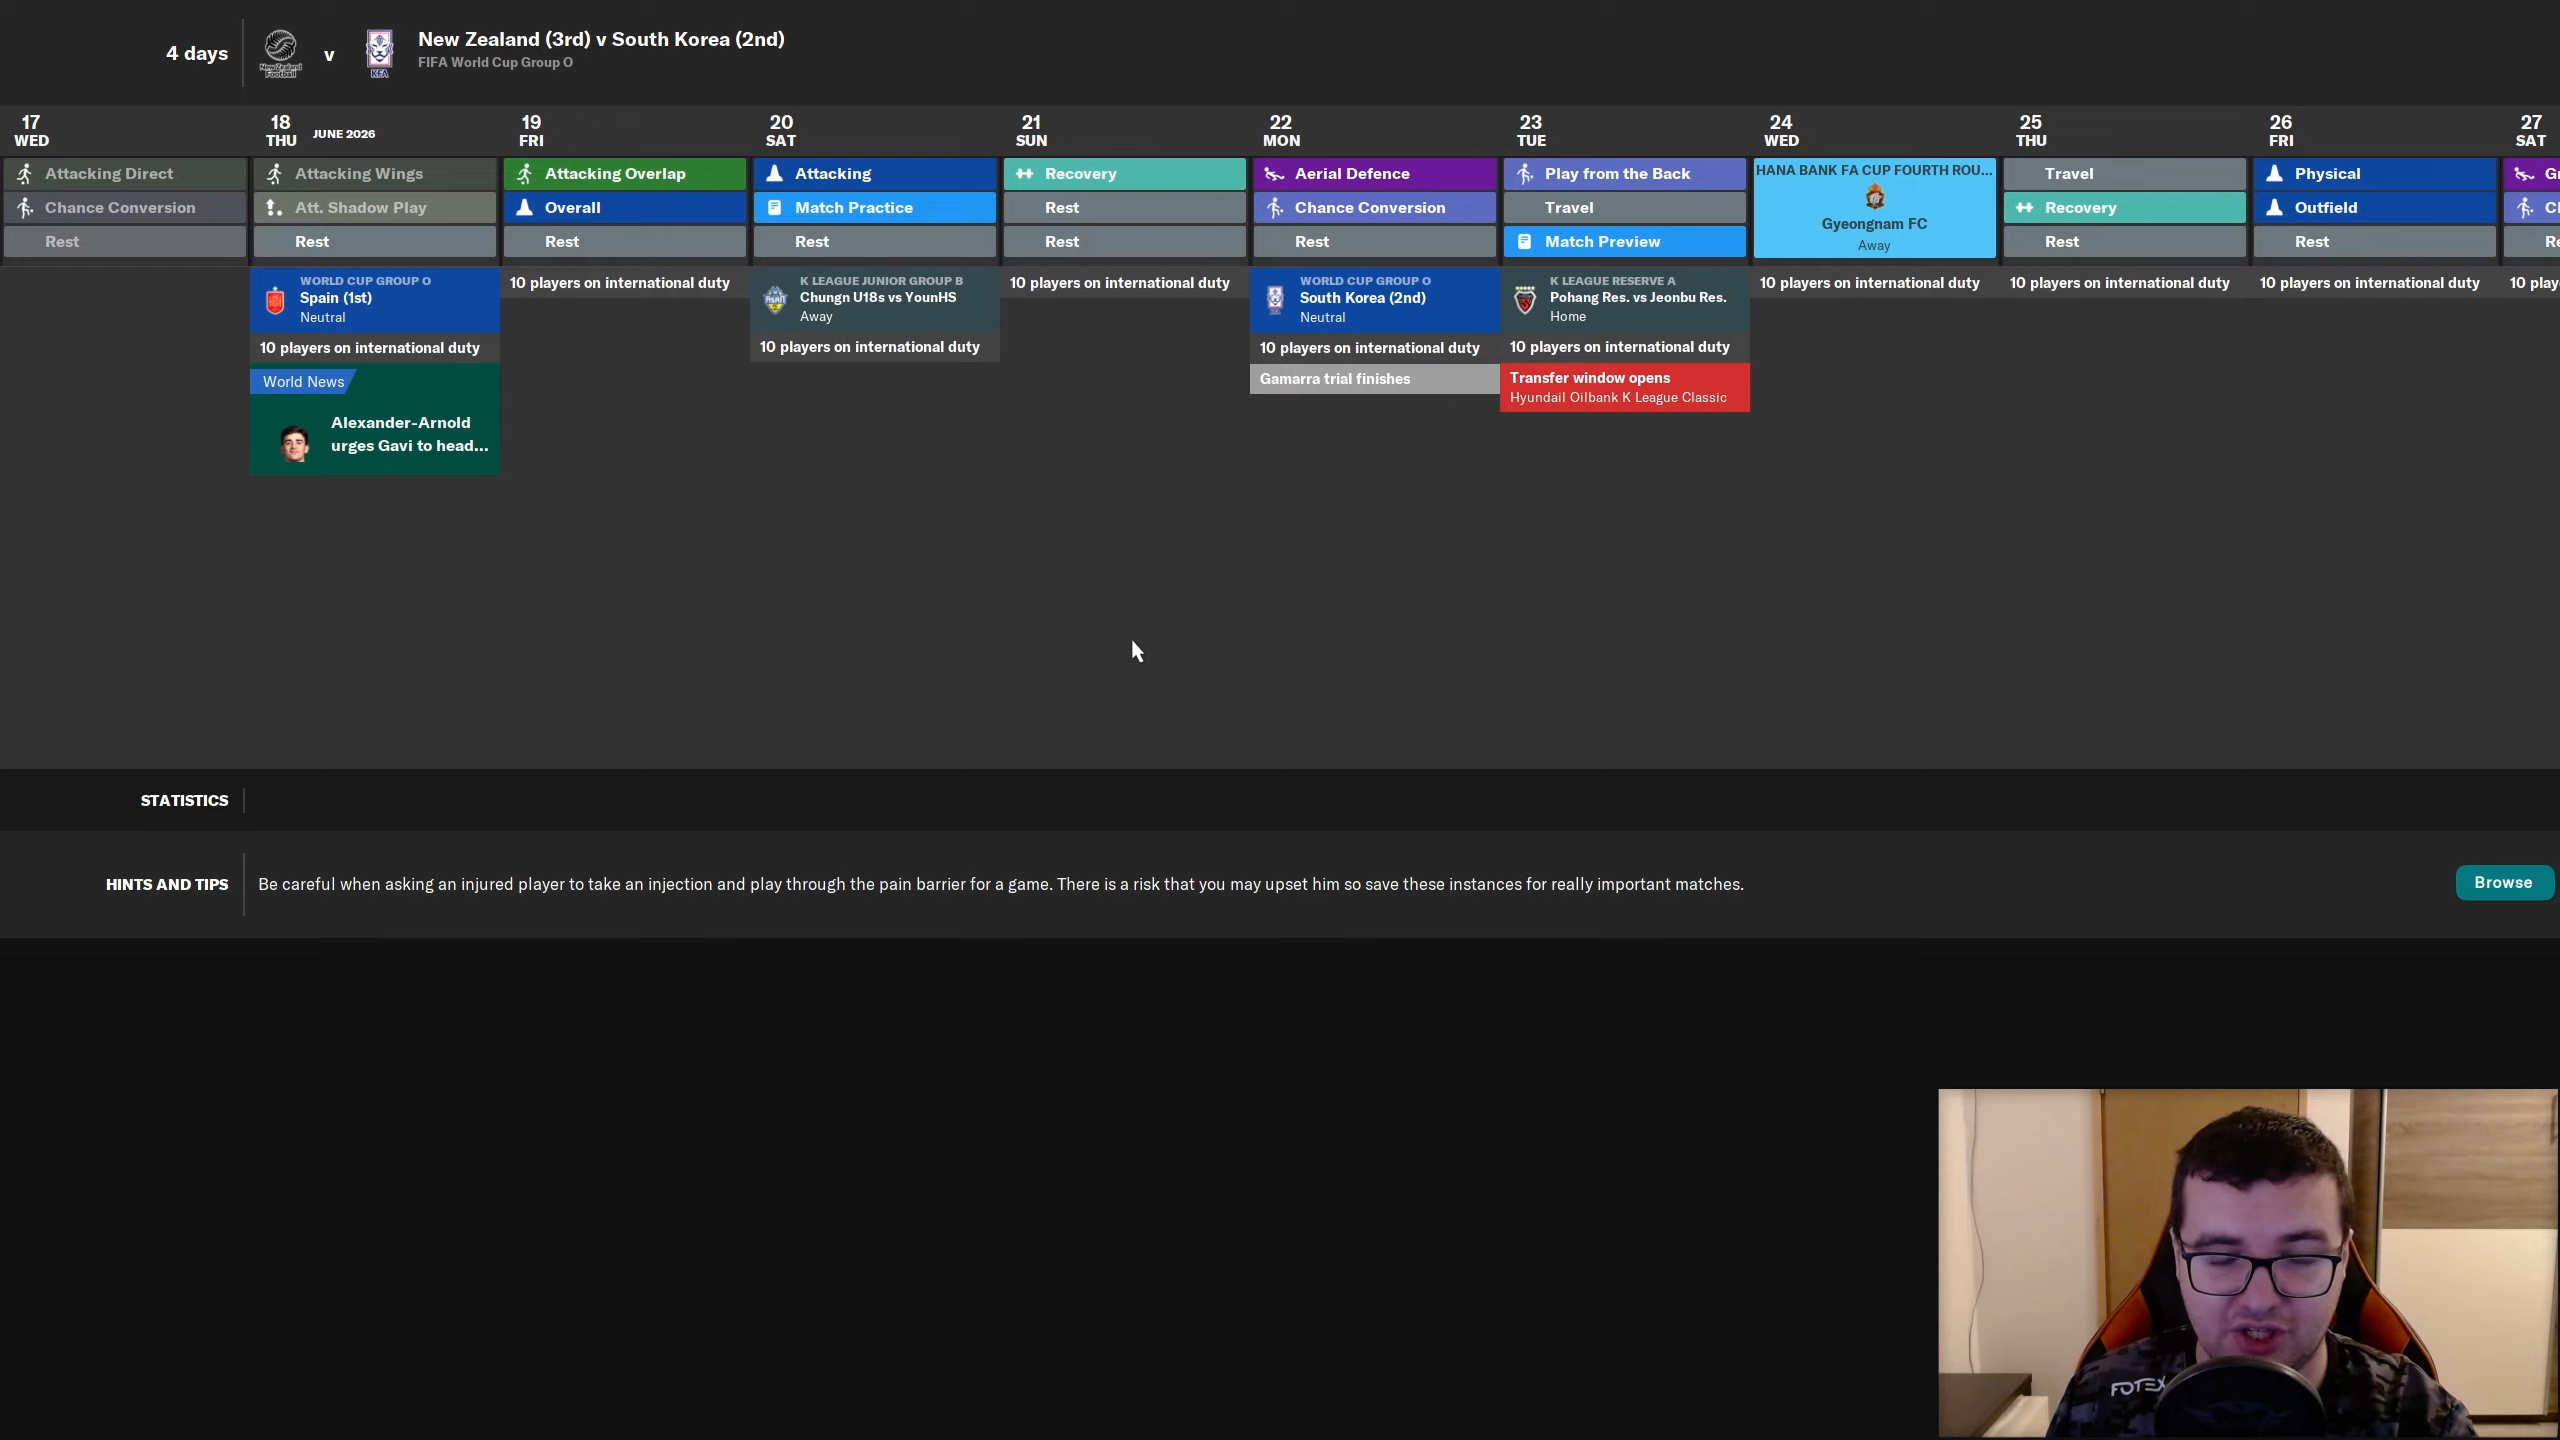 4 days
v
New Zealand (3rd) v South Korea (2nd)
FIFA World Cup Group O
New Zealand
Football
KFA
17
WED
18
THU
JUNE 2026
19
FRI
20
SAT
21
SUN
22
MON
23
TUE
24
WED
25
THU
26
FRI
27
SAT
Attacking Direct
Chance Conversion
Rest
Attacking Wings
Att. Shadow Play
Rest
WORLD CUP GROUP O
Spain (1st)
Neutral
10 players on international duty
World News
Alexander-Arnold
urges Gavi to head...
Attacking Overlap
Overall
Rest
10 players on international duty
Attacking
Match Practice
Rest
K LEAGUE JUNIOR GROUP B
Chungn U18s vs YounHS
Away
10 players on international duty
Recovery
Rest
Rest
10 players on international duty
Aerial Defence
Chance Conversion
Rest
WORLD CUP GROUP O
South Korea (2nd)
Neutral
10 players on international duty
Gamarra trial finishes
Play from the Back
Travel
Match Preview
K LEAGUE RESERVE A
Pohang Res. vs Jeonbu Res.
Home
10 players on international duty
Transfer window opens
Hyundail Oilbank K League Classic
HANA BANK FA CUP FOURTH ROU...
Gyeongnam FC
Away
10 players on international duty
Travel
Recovery
Rest
10 players on international duty
Physical
Outfield
Rest
10 players on international duty
Gr
Cl
Re
10 playe
STATISTICS
HINTS AND TIPS
Be careful when asking an injured player to take an injection and play through the pain barrier for a game. There is a risk that you may upset him so save these instances for really important matches.
Browse
FOTEX